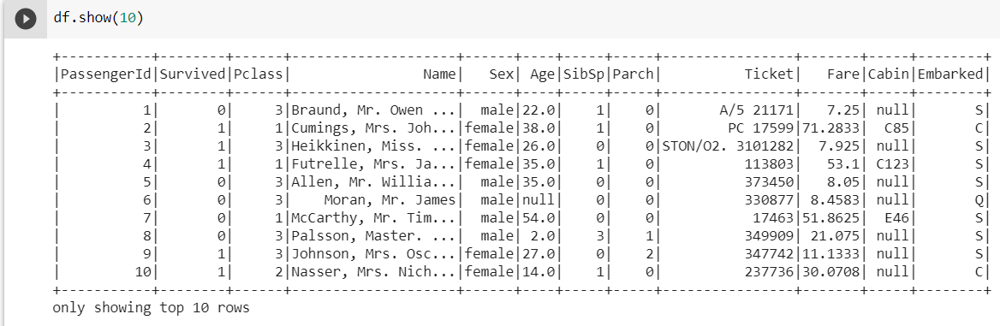 df.show(10)
+-----------+--------+------+--------------------+------+----+-----+-----+----------------+-------+-----+--------+
|PassengerId|Survived|Pclass|                Name|   Sex| Age|SibSp|Parch|          Ticket|   Fare|Cabin|Embarked|
+-----------+--------+------+--------------------+------+----+-----+-----+----------------+-------+-----+--------+
|          1|       0|     3|Braund, Mr. Owen ...|  male|22.0|    1|    0|       A/5 21171|   7.25| null|       S|
|          2|       1|     1|Cumings, Mrs. Joh...|female|38.0|    1|    0|        PC 17599|71.2833|  C85|       C|
|          3|       1|     3|Heikkinen, Miss. ...|female|26.0|    0|    0|STON/O2. 3101282|  7.925| null|       S|
|          4|       1|     1|Futrelle, Mrs. Ja...|female|35.0|    1|    0|          113803|   53.1| C123|       S|
|          5|       0|     3|Allen, Mr. Willia...|  male|35.0|    0|    0|          373450|   8.05| null|       S|
|          6|       0|     3|    Moran, Mr. James|  male|null|    0|    0|          330877| 8.4583| null|       Q|
|          7|       0|     1|McCarthy, Mr. Tim...|  male|54.0|    0|    0|           17463|51.8625|  E46|       S|
|          8|       0|     3|Palsson, Master. ...|  male| 2.0|    3|    1|          349909| 21.075| null|       S|
|          9|       1|     3|Johnson, Mrs. Osc...|female|27.0|    0|    2|          347742|11.1333| null|       S|
|         10|       1|     2|Nasser, Mrs. Nich...|female|14.0|    1|    0|          237736|30.0708| null|       C|
+-----------+--------+------+--------------------+------+----+-----+-----+----------------+-------+-----+--------+
only showing top 10 rows